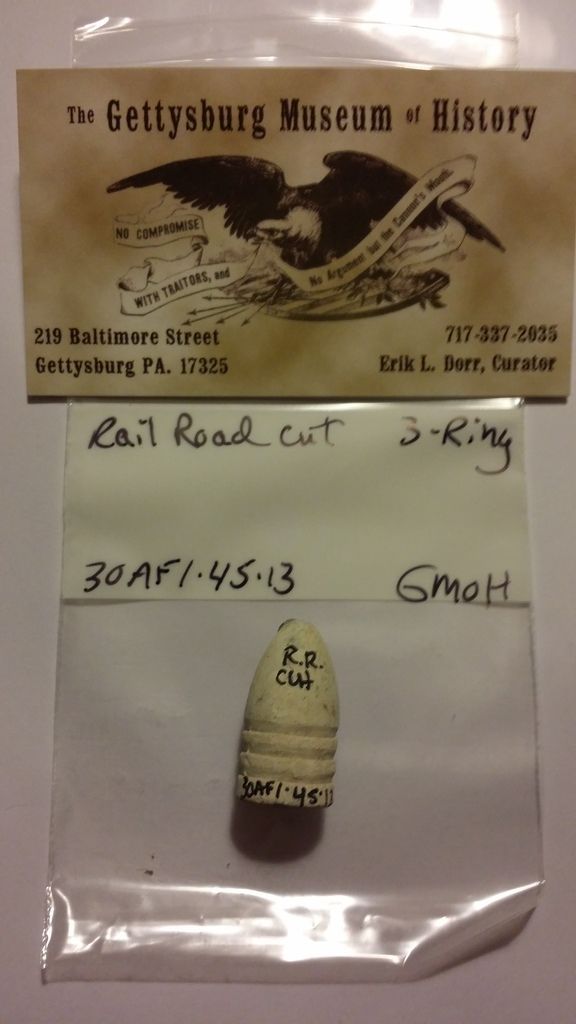 The Gettysburg Museum of History
NO COMPROMISE
WITH TRAITORS, and
No Argument but the Cannon's Mouth.
219 Baltimore Street
Gettysburg PA. 17325
717-337-2035
Erik L. Dorr, Curator
Rail Road cut 3-Ring
30AF1.45.13 GMOH
R.R.
Cut
30AF1.45.13